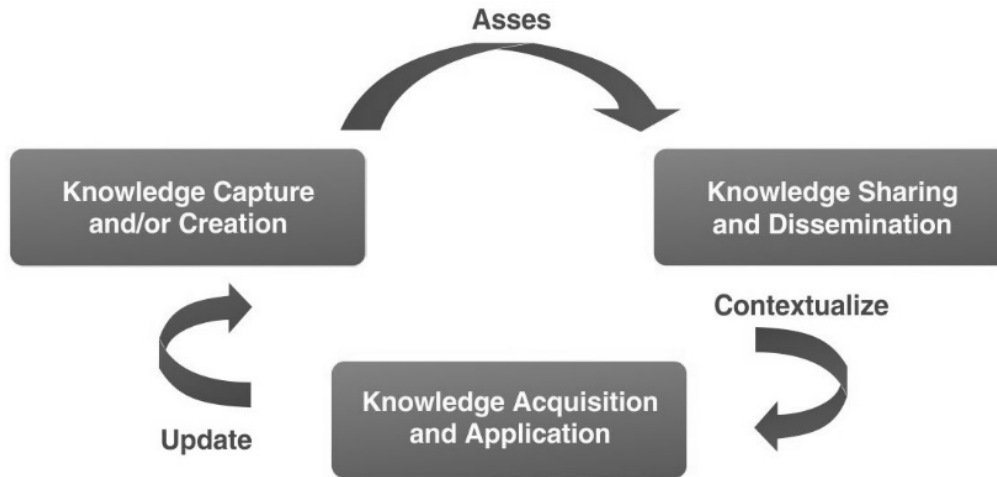 Asses
Knowledge Capture
and/or Creation
Knowledge Sharing
and Dissemination
Contextualize
Knowledge Acquisition
and Application
Update